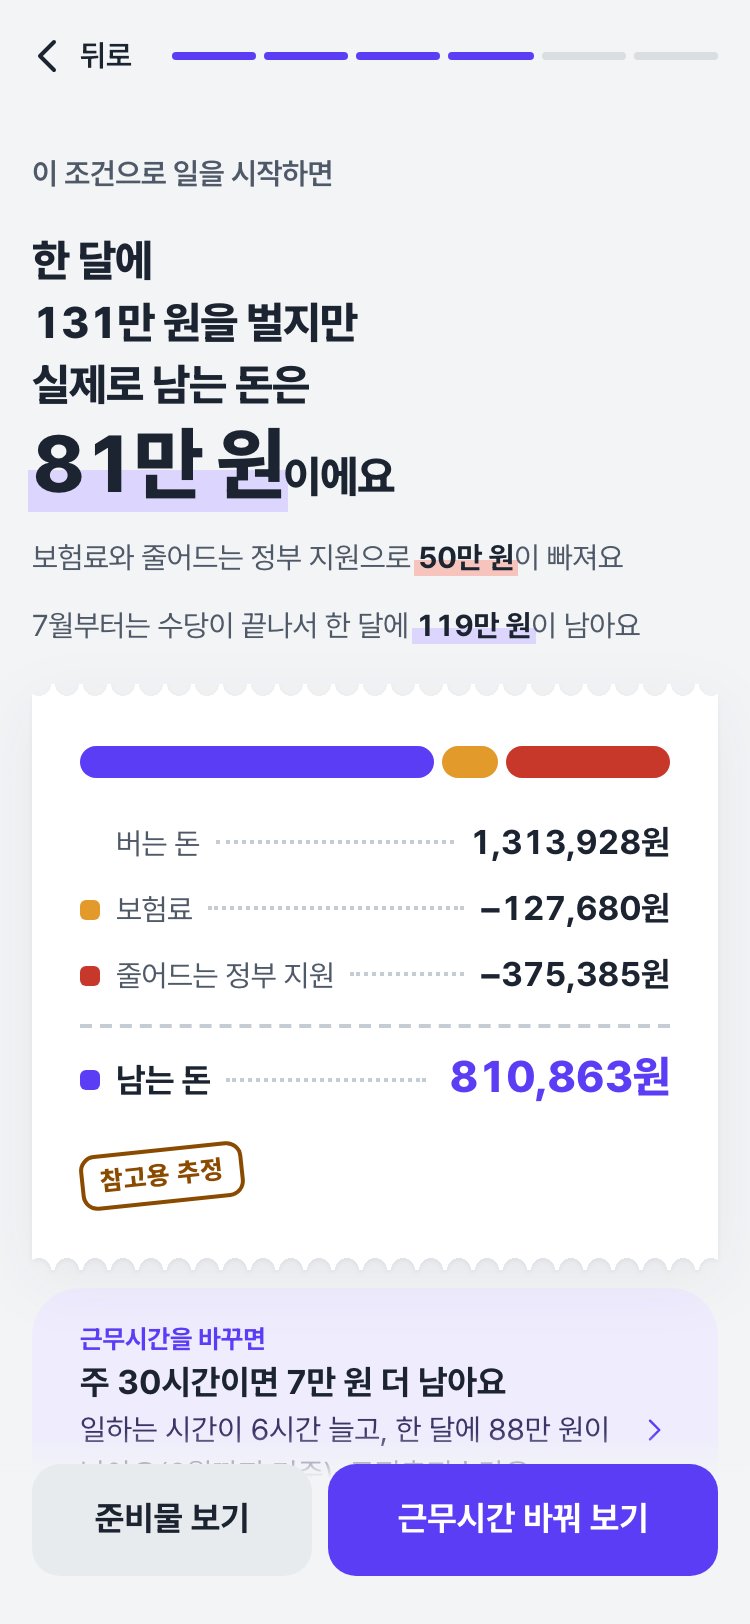 뒤로
이 조건으로 일을 시작하면
한 달에
131만 원을 벌지만
실제로 남는 돈은
81만 원이에요
보험료와 줄어드는 정부 지원으로 50만 원이 빠져요
7월부터는 수당이 끝나서 한 달에 119만 원이 남아요
버는 돈 1,313,928원
보험료 –127,680원
줄어드는 정부 지원 –375,385원
남는 돈 810,863원
참고용 추정
근무시간을 바꾸면
주 30시간이면 7만 원 더 남아요
일하는 시간이 6시간 늘고, 한 달에 88만 원이
준비물 보기
근무시간 바꿔 보기